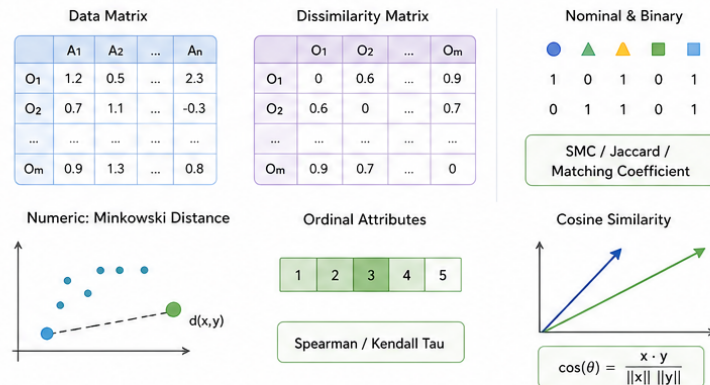 Data Matrix
A1 A2 ... An
O1 1.2 0.5 ... 2.3
O2 0.7 1.1 ... -0.3
... ... ... ...
Om 0.9 1.3 ... 0.8
Dissimilarity Matrix
O1 O2 ... Om
O1 0 0.6 ... 0.9
O2 0.6 0 ... 0.7
... ... ... ...
Om 0.9 0.7 ... 0
Nominal & Binary
1 0 1 0 1
0 1 1 0 1
SMC / Jaccard /
Matching Coefficient
Numeric: Minkowski Distance
d(x,y)
Ordinal Attributes
1 2 3 4 5
Spearman / Kendall Tau
Cosine Similarity
cos(θ) = x · y / ||x|| ||y||